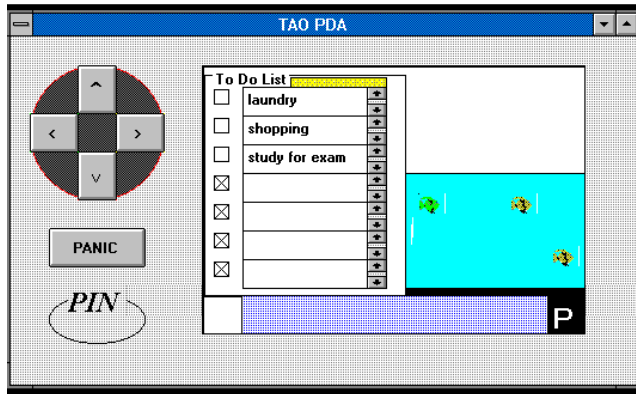 TAO PDA
To Do List
laundry
shopping
study for exam
PANIC
PIN
P